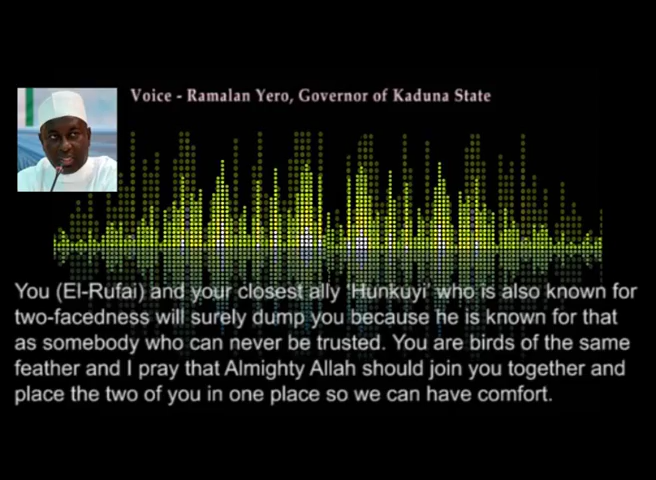 Voice - Ramalan Yero, Governor of Kaduna State
You (El-Rufai) and your closest ally 'Hunkuyi' who is also known for
two-facedness will surely dump you because he is known for that
as somebody who can never be trusted. You are birds of the same
feather and I pray that Almighty Allah should join you together and
place the two of you in one place so we can have comfort.